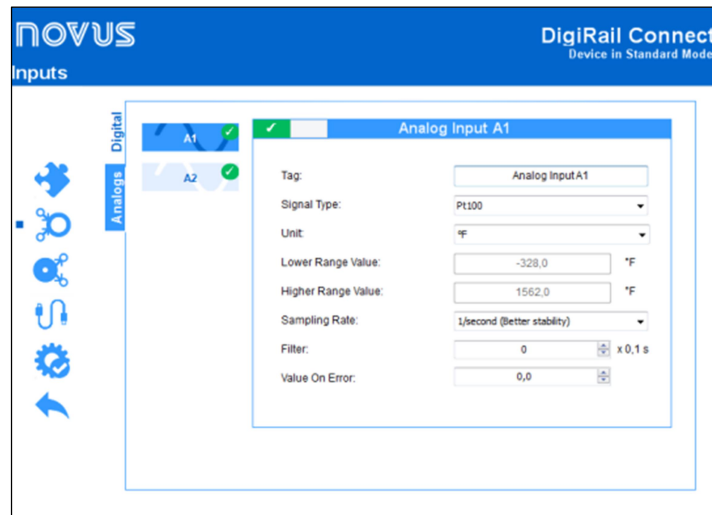 NOVUS
DigiRail Connect
Device in Standard Mode
Inputs
Digital
Analogs
A1
A2
Analog Input A1
Tag: Analog Input A1
Signal Type: Pt100
Unit: ºF
Lower Range Value: -328,0 °F
Higher Range Value: 1562,0 °F
Sampling Rate: 1/second (Better stability)
Filter: 0 x 0,1 s
Value On Error: 0,0